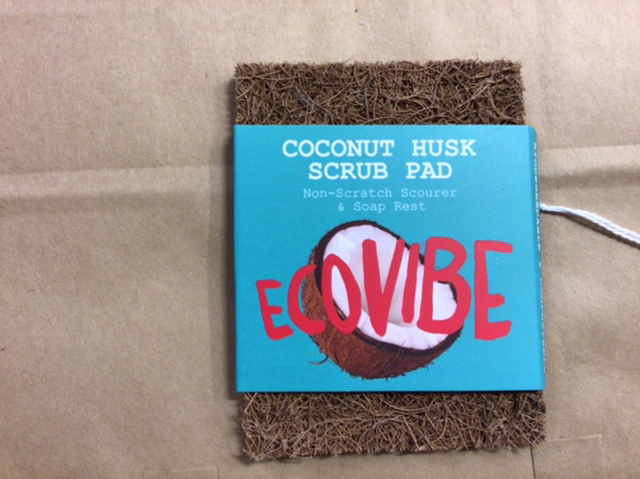 COCONUT HUSK
SCRUB PAD
Non-Scratch Scourer
& Soap Rest
ECOVIBE